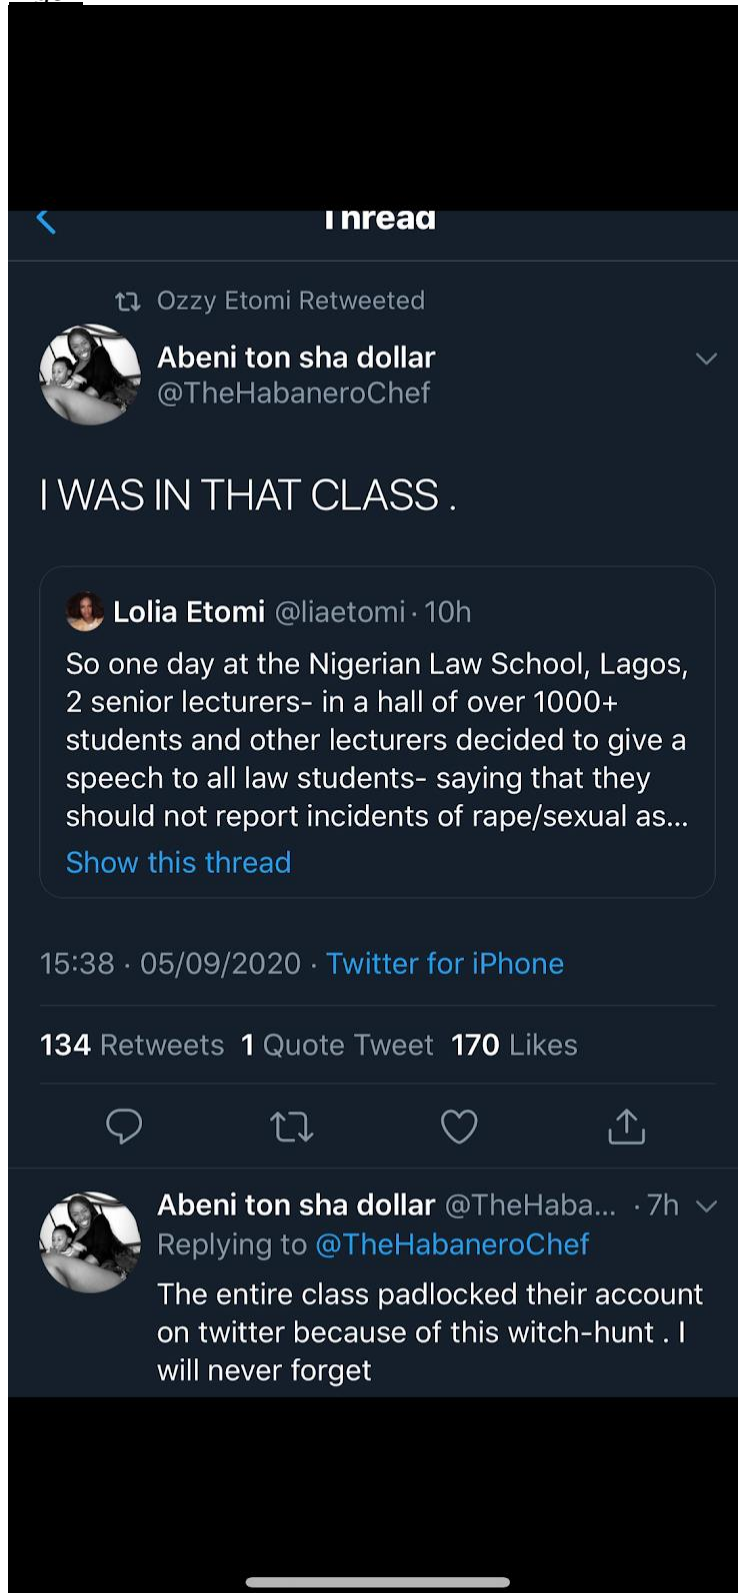 Thread
Ozzy Etomi Retweeted
Abeni ton sha dollar
@TheHabaneroChef
I WAS IN THAT CLASS .
Lolia Etomi @liaetomi · 10h
So one day at the Nigerian Law School, Lagos,
2 senior lecturers- in a hall of over 1000+
students and other lecturers decided to give a
speech to all law students- saying that they
should not report incidents of rape/sexual as...
Show this thread
15:38 · 05/09/2020 · Twitter for iPhone
134 Retweets 1 Quote Tweet 170 Likes
Abeni ton sha dollar @TheHaba... · 7h
Replying to @TheHabaneroChef
The entire class padlocked their account
on twitter because of this witch-hunt . I
will never forget